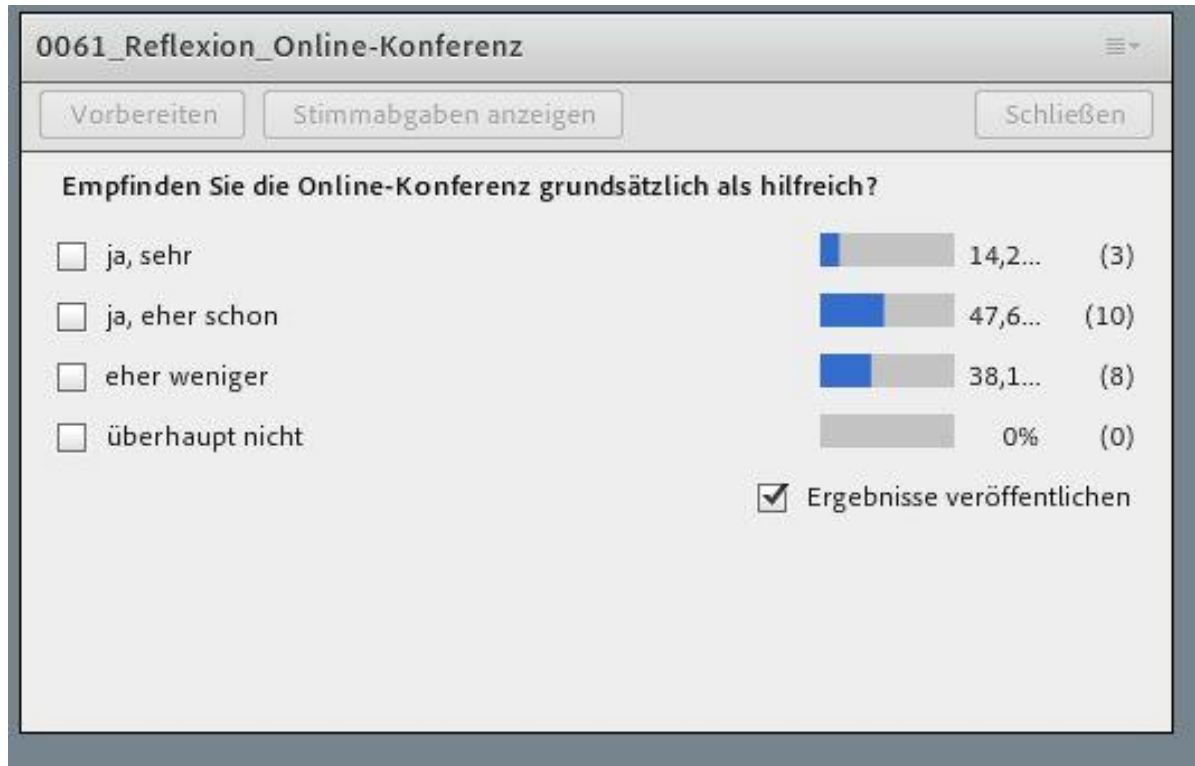 0061_Reflexion_Online-Konferenz
Vorbereiten Stimmabgaben anzeigen Schließen
Empfinden Sie die Online-Konferenz grundsätzlich als hilfreich?
ja, sehr 14,2... (3)
ja, eher schon 47,6... (10)
eher weniger 38,1... (8)
überhaupt nicht 0% (0)
Ergebnisse veröffentlichen